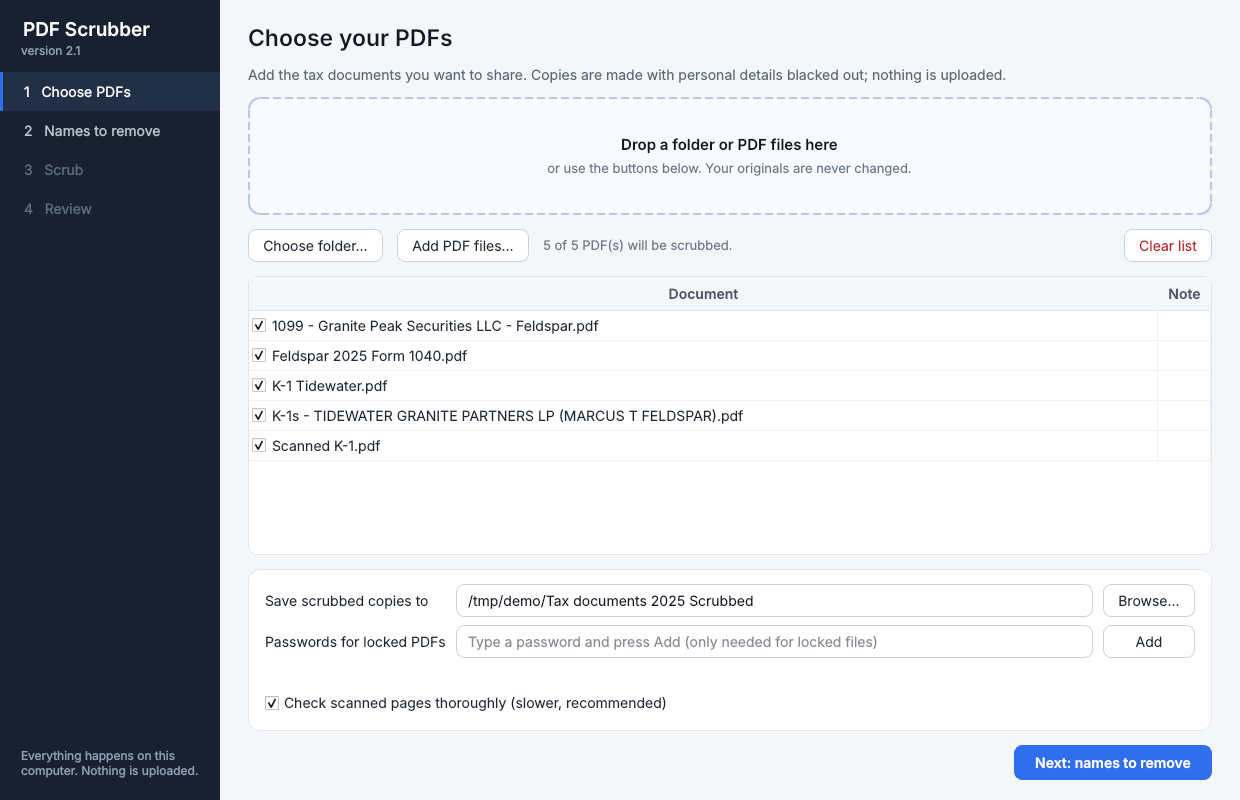 PDF Scrubber
version 2.1
1 Choose PDFs
2 Names to remove
3 Scrub
4 Review
Everything happens on this
computer. Nothing is uploaded.
Choose your PDFs
Add the tax documents you want to share. Copies are made with personal details blacked out; nothing is uploaded.
Drop a folder or PDF files here
or use the buttons below. Your originals are never changed.
Choose folder... Add PDF files... 5 of 5 PDF(s) will be scrubbed. Clear list
Document Note
1099 - Granite Peak Securities LLC - Feldspar.pdf
Feldspar 2025 Form 1040.pdf
K-1 Tidewater.pdf
K-1s - TIDEWATER GRANITE PARTNERS LP (MARCUS T FELDSPAR).pdf
Scanned K-1.pdf
Save scrubbed copies to /tmp/demo/Tax documents 2025 Scrubbed Browse...
Passwords for locked PDFs Type a password and press Add (only needed for locked files) Add
Check scanned pages thoroughly (slower, recommended)
Next: names to remove